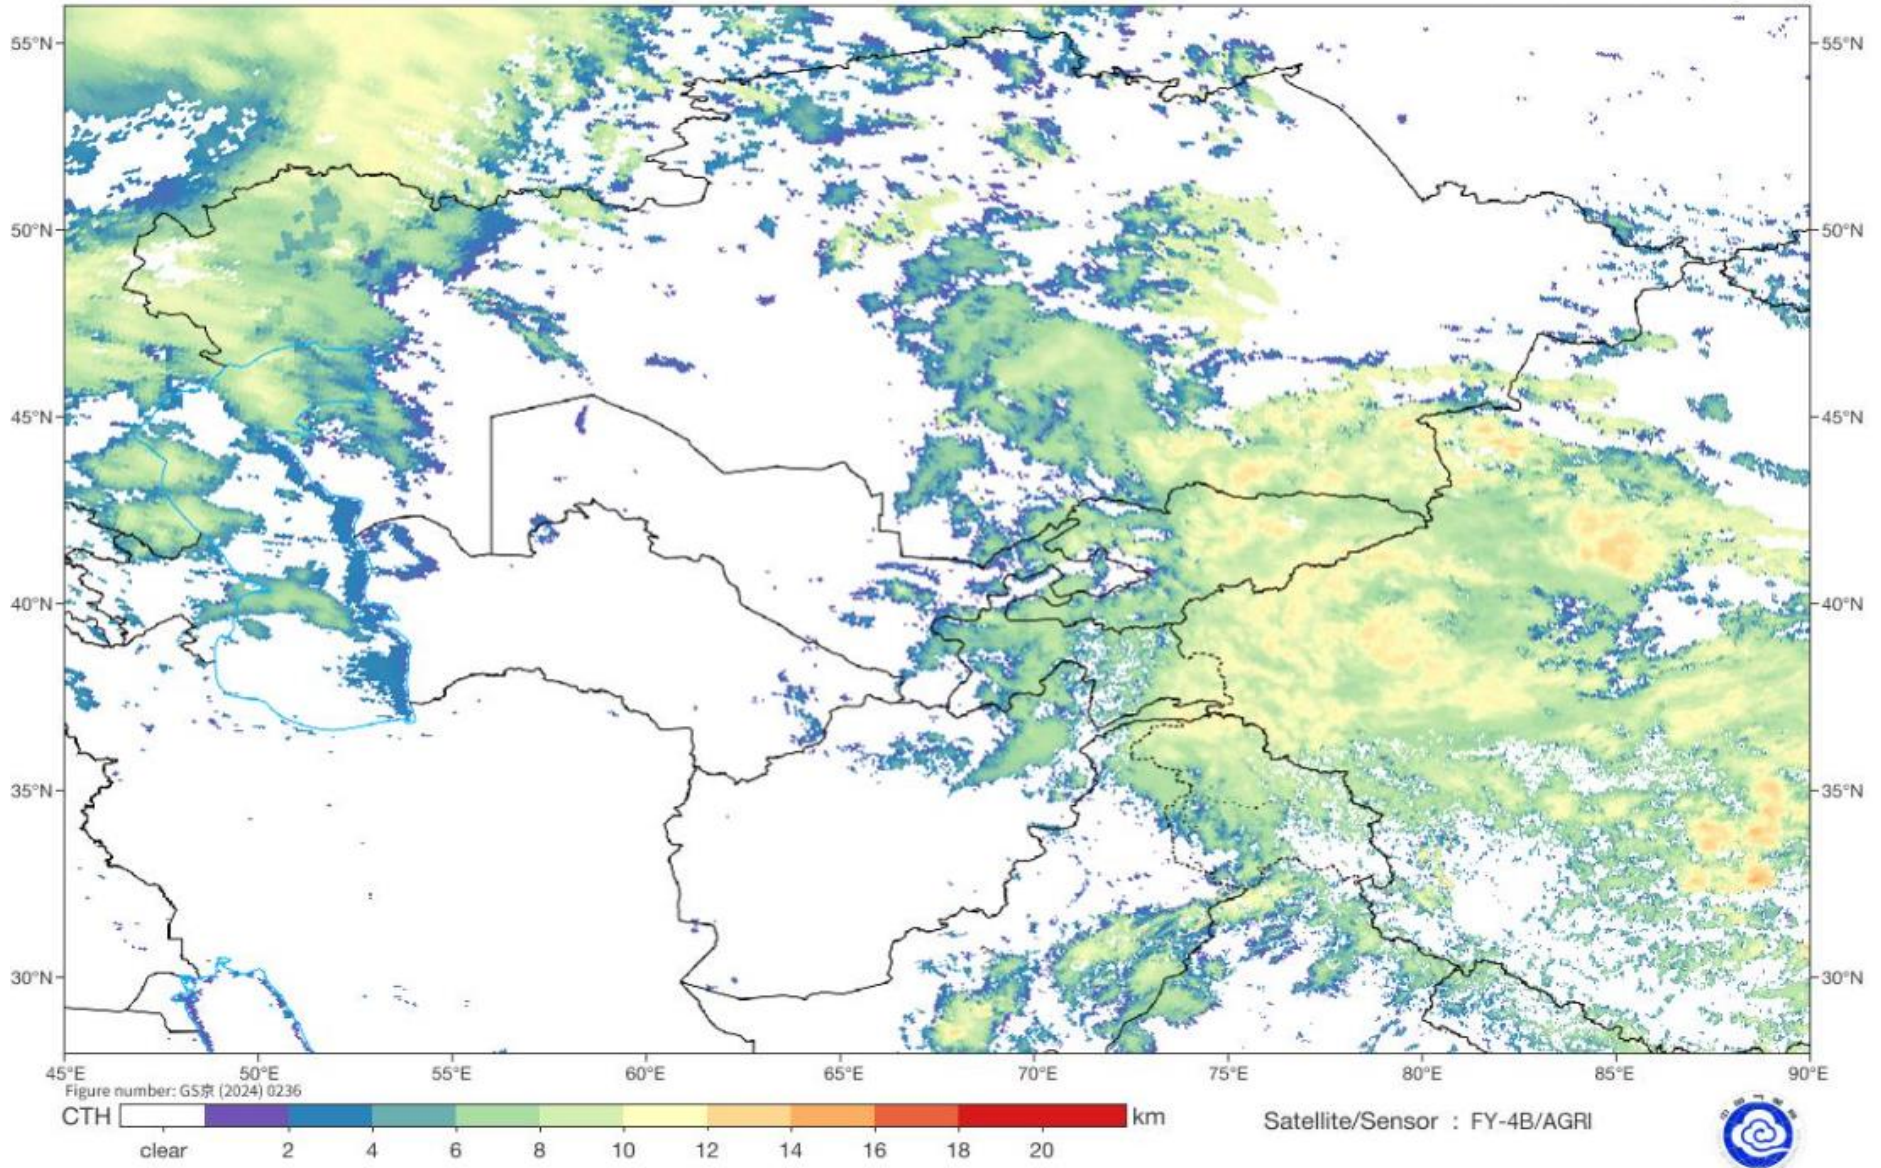 55°N
55°N
50°N
50°N
45°N
45°N
40°N
40°N
35°N
35°N
30°N
30°N
45°E 50°E 55°E 60°E 65°E 70°E 75°E 80°E 85°E 90°E
Figure number: GS京 (2024) 0236
CTH km Satellite/Sensor : FY-4B/AGRI
clear 2 4 6 8 10 12 14 16 18 20